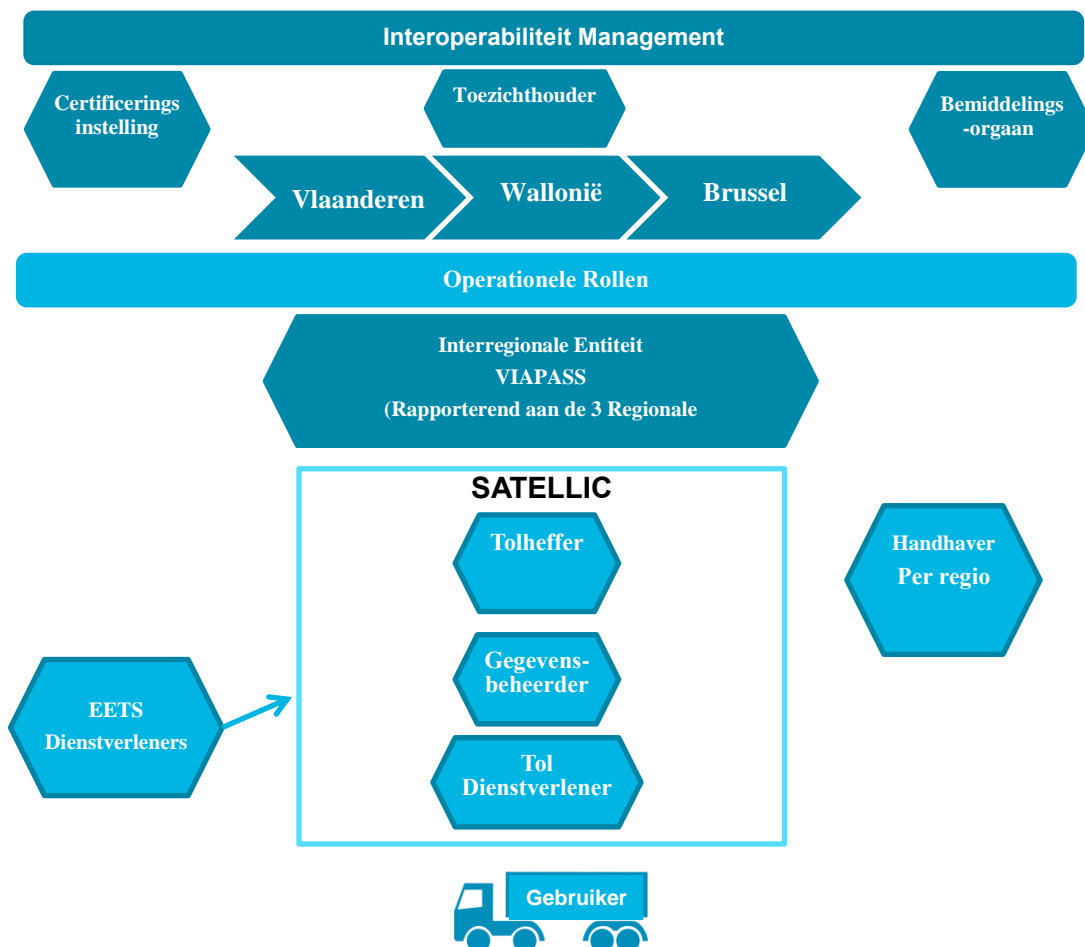 Interoperabiliteit Management
Certificerings
instelling
Toezichthouder
Bemiddelings
-orgaan
Vlaanderen
Wallonië
Brussel
Operationele Rollen
Interregionale Entiteit
VIAPASS
(Rapporterend aan de 3 Regionale
SATELLIC
Tolheffer
Handhaver
Per regio
Gegevens-
beheerder
EETS
Dienstverleners
Tol
Dienstverlener
Gebruiker